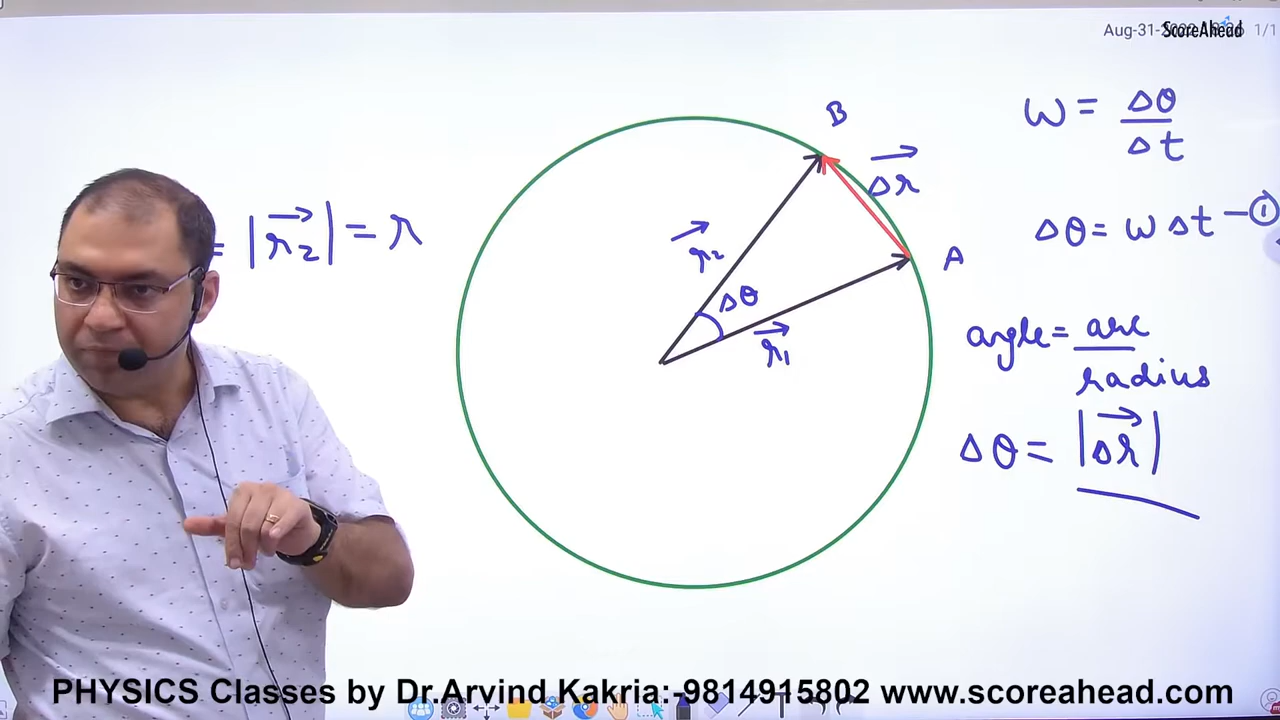 Aug-31-2022
ScoreAhead
1/1
ω = Δθ
Δt
Δθ = ω Δt —①
= |r₂⃗| = r
B
Δr⃗
r₂⃗
A
Δθ
r₁⃗
angle = arc
radius
Δθ = |Δr⃗|
PHYSICS Classes by Dr.Arvind Kakria:-9814915802 www.scoreahead.com